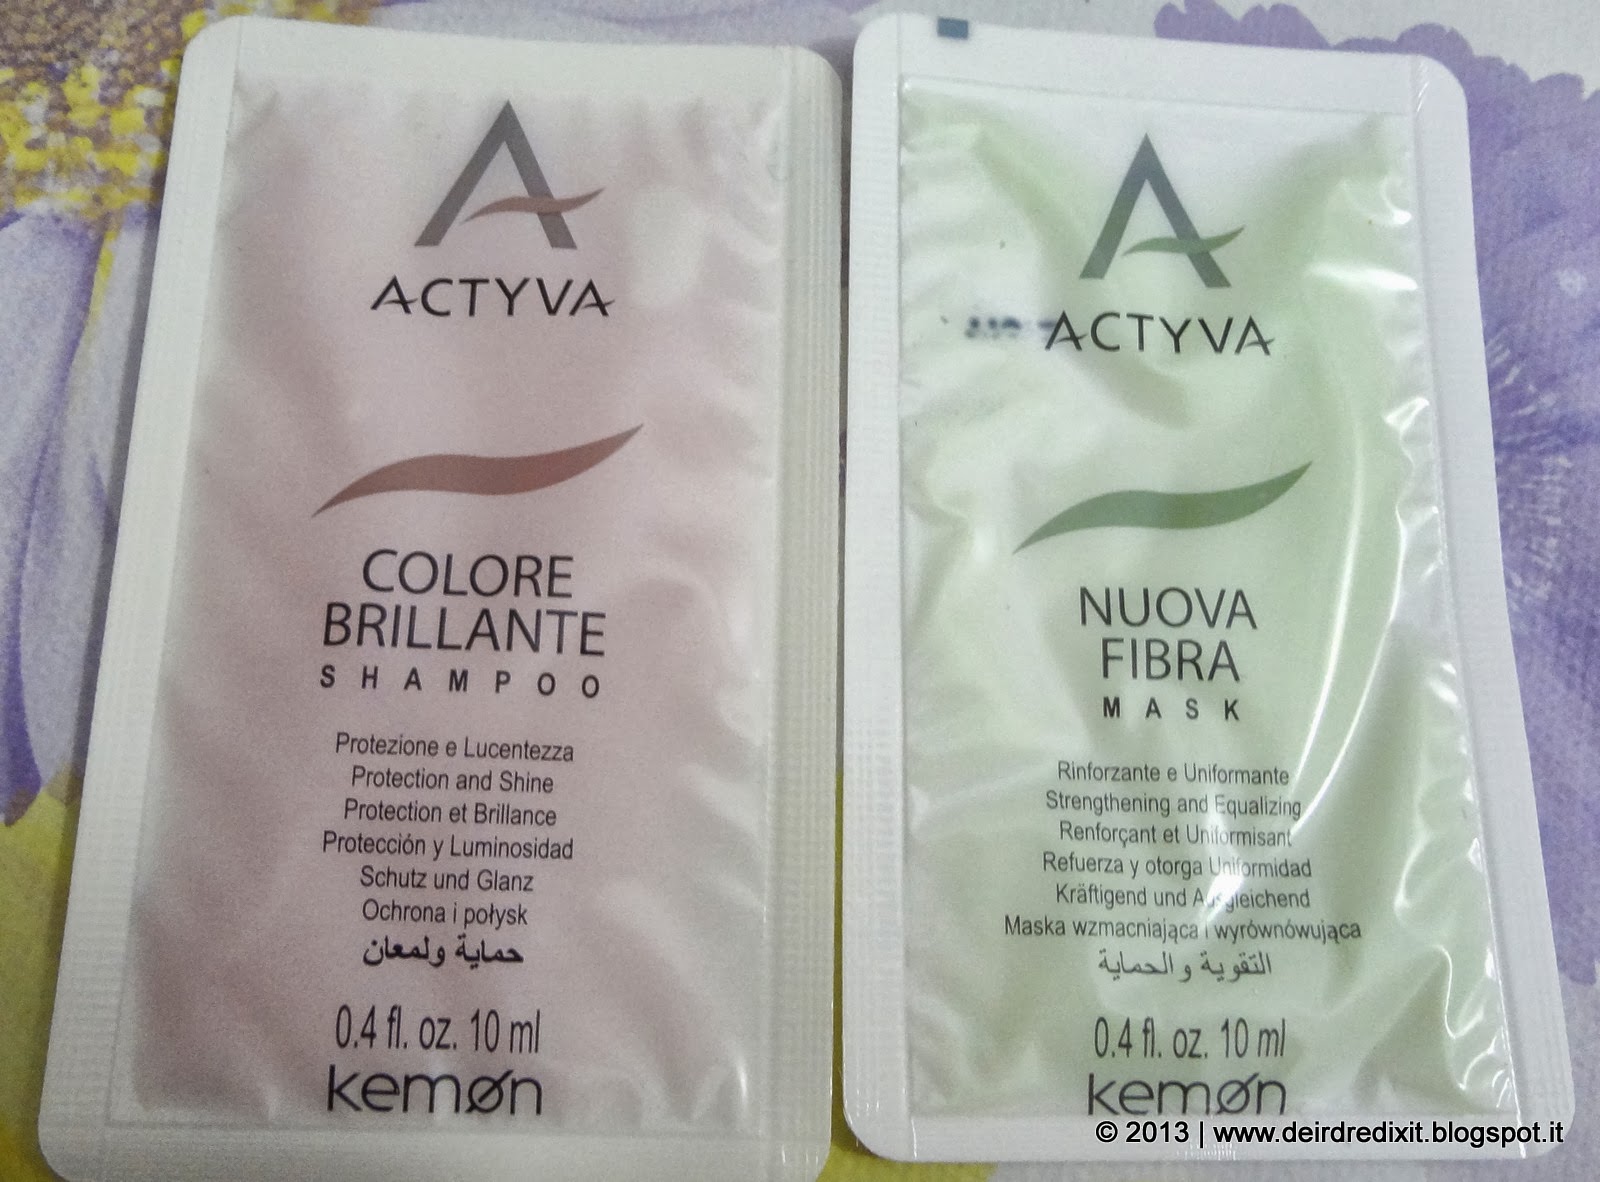 ACTYVA
COLORE
BRILLANTE
SHAMPOO
Protezione e Lucentezza
Protection and Shine
Protection et Brillance
Protección y Luminosidad
Schutz und Glanz
Ochrona i połysk
حماية ولمعان
0.4 fl. oz. 10 ml
kemøn
ACTYVA
NUOVA
FIBRA
MASK
Rinforzante e Uniformante
Strengthening and Equalizing
Renforçant et Uniformisant
Refuerza y otorga Uniformidad
Kräftigend und Ausgleichend
Maska wzmacniająca i wyrównówująca
التقوية و الحماية
0.4 fl. oz. 10 ml
kemøn
© 2013 | www.deirdredixit.blogspot.it